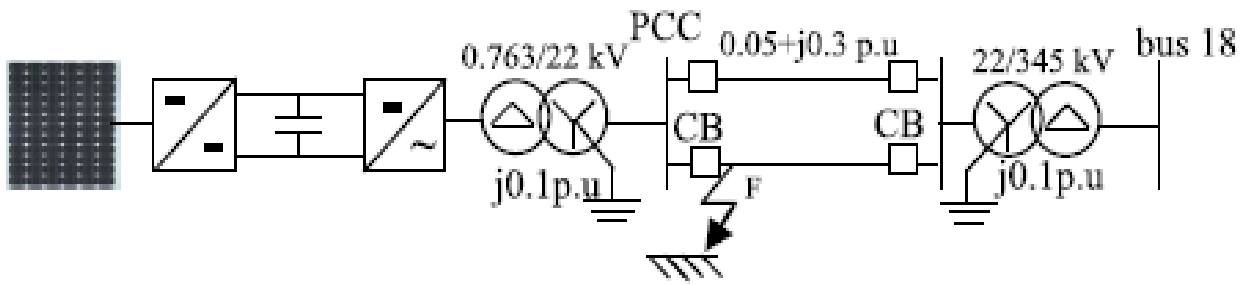 PCC
0.763/22 kV
0.05+j0.3 p.u
bus 18
22/345 kV
CB
CB
j0.1p.u
F
j0.1p.u
~